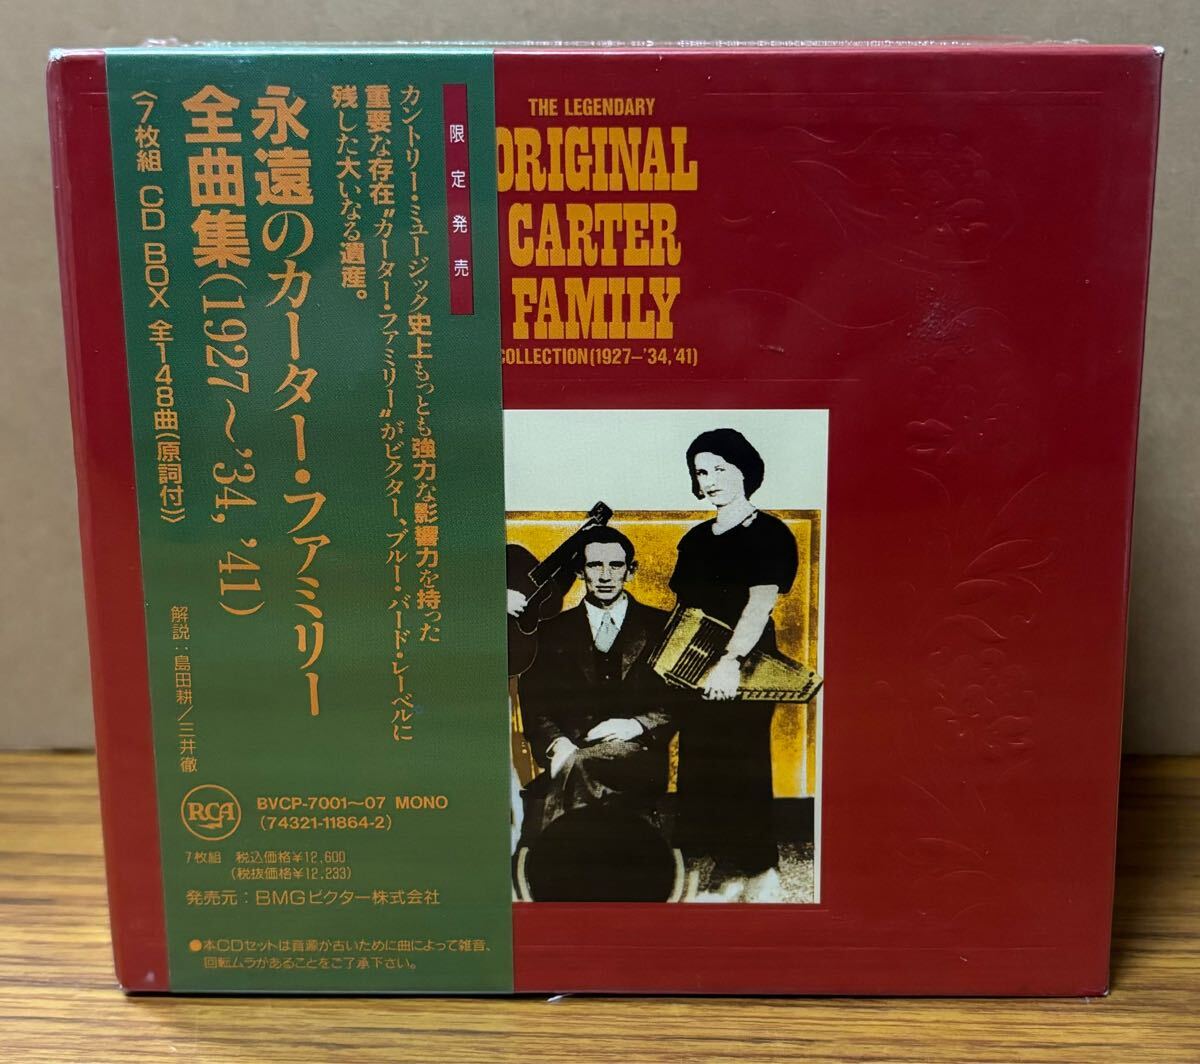 限定発売
カントリー・ミュージック史上もっとも強力な影響力を持った
重要な存在“カーター・ファミリー”がビクター、ブルー・バード・レーベルに
残した大いなる遺産。
永遠のカーター・ファミリー
全曲集(1927〜'34, '41)
《7枚組 CD BOX 全148曲(原詞付)》
解説：島田耕／三井徹
RCA
BVCP-7001〜07 MONO
(74321-11864-2)
7枚組 税込価格¥12,600
(税抜価格¥12,233)
発売元：BMGビクター株式会社
●本CDセットは音源が古いために曲によって雑音、
回転ムラがあることをご了承下さい。
THE LEGENDARY
ORIGINAL
CARTER
FAMILY
COLLECTION(1927–'34,'41)